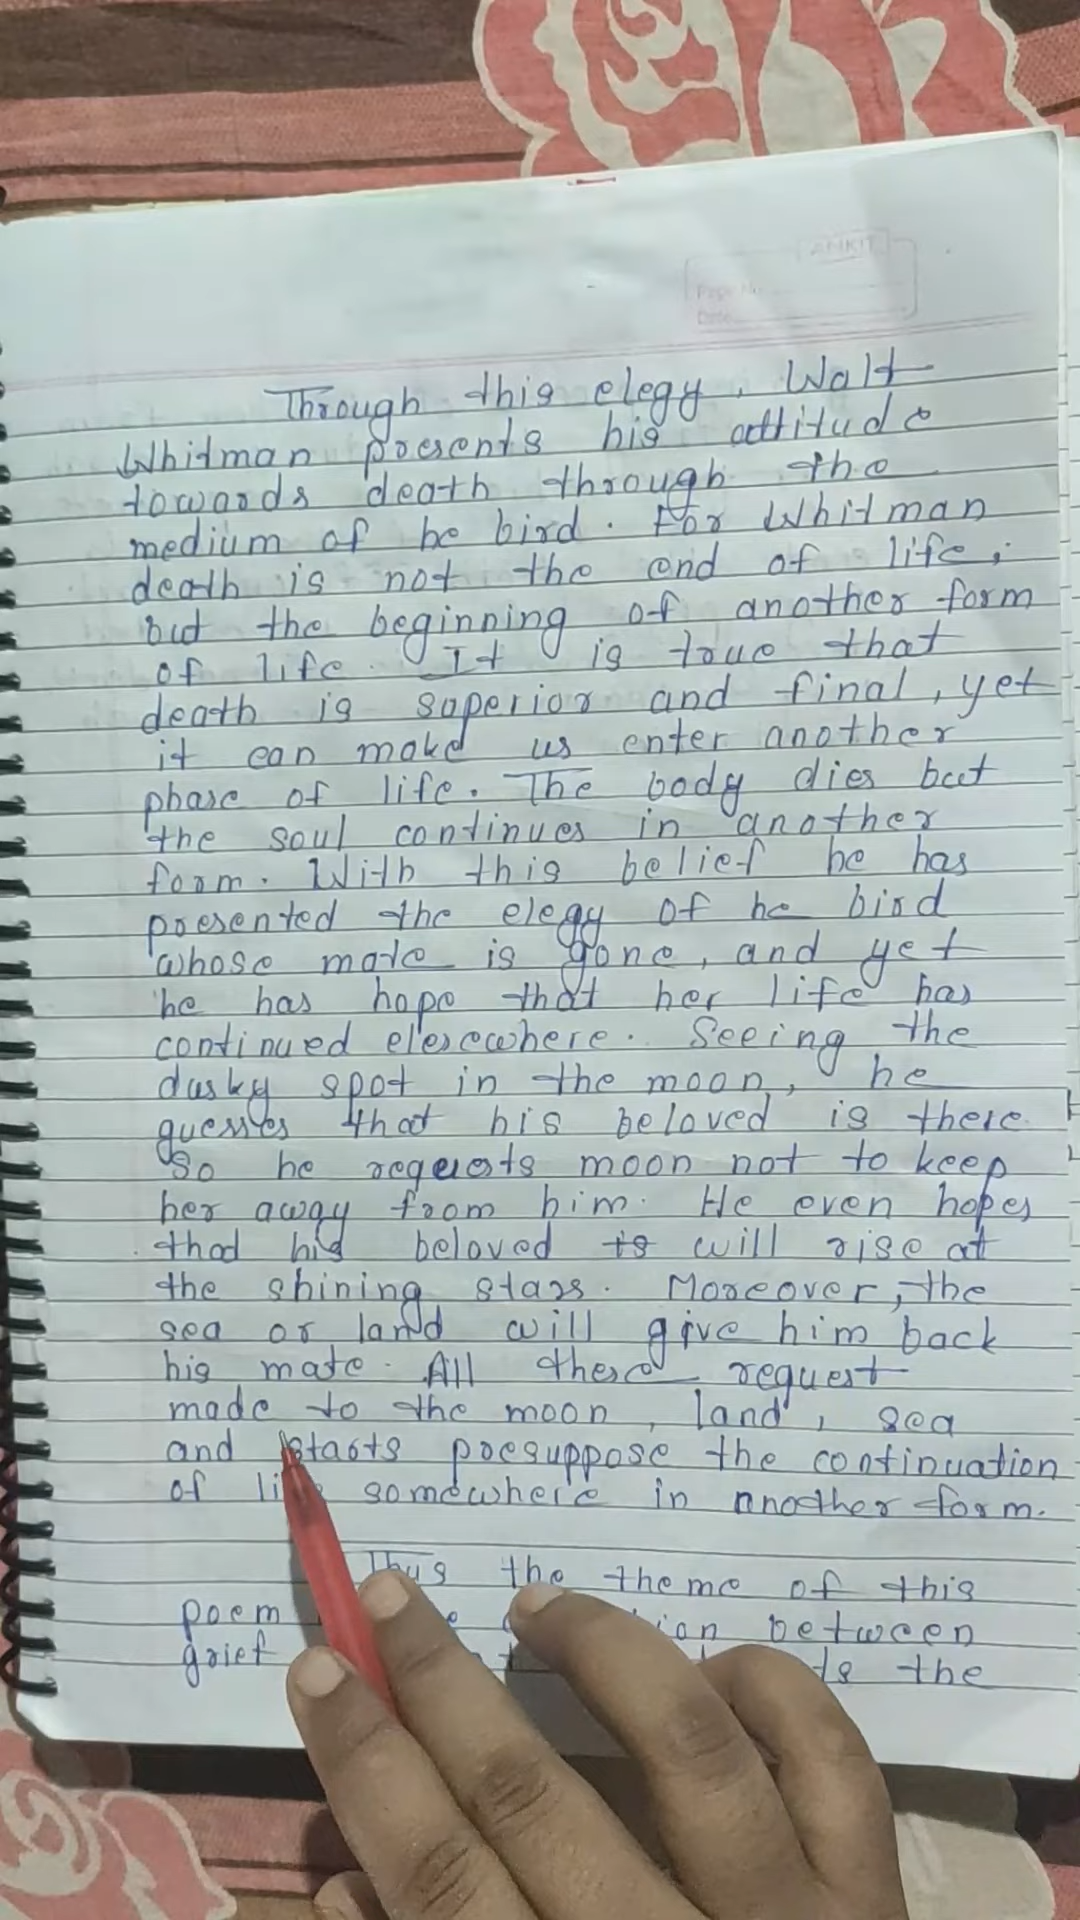 ANKIT
Page No.
Date
Through this elegy, Walt
Whitman presents his attitude
towards death through the
medium of he bird. For Whitman
death is not the end of life,
but the beginning of another form
of life. It is true that
death is superior and final, yet
it can make us enter another
phase of life. The body dies but
the soul continues in another
form. With this belief he has
presented the elegy of he bird
whose mate is gone, and yet
he has hope that her life has
continued elesewhere. Seeing the
dusky spot in the moon, he
guesses that his beloved is there.
So he requests moon not to keep
her away from him. He even hopes
that his beloved is will rise at
the shining stars. Moreover, the
sea or land will give him back
his mate. All these request
made to the moon, land, sea
and starts presuppose the continuation
of somewhere in another form.
Thus the theme of this
poem between
grief the